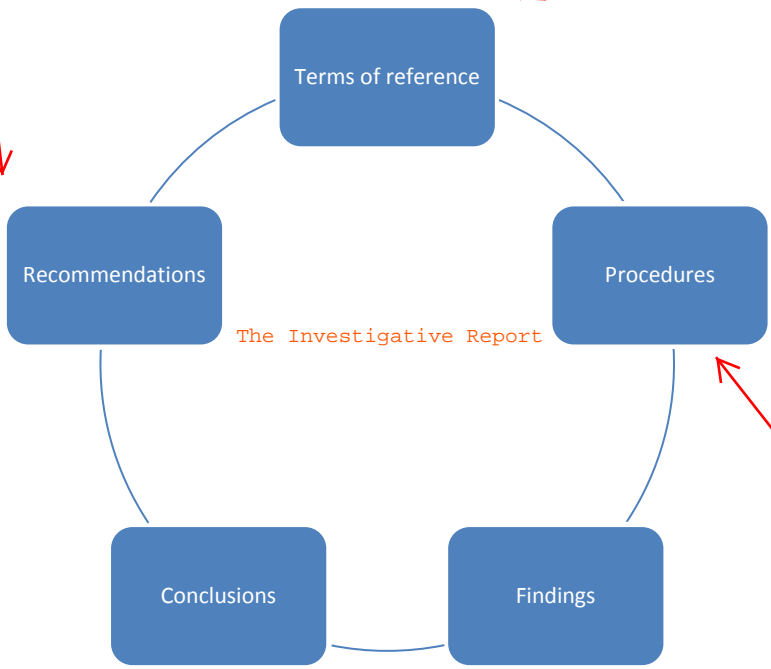 Terms of reference
Recommendations
Procedures
The Investigative Report
Conclusions
Findings